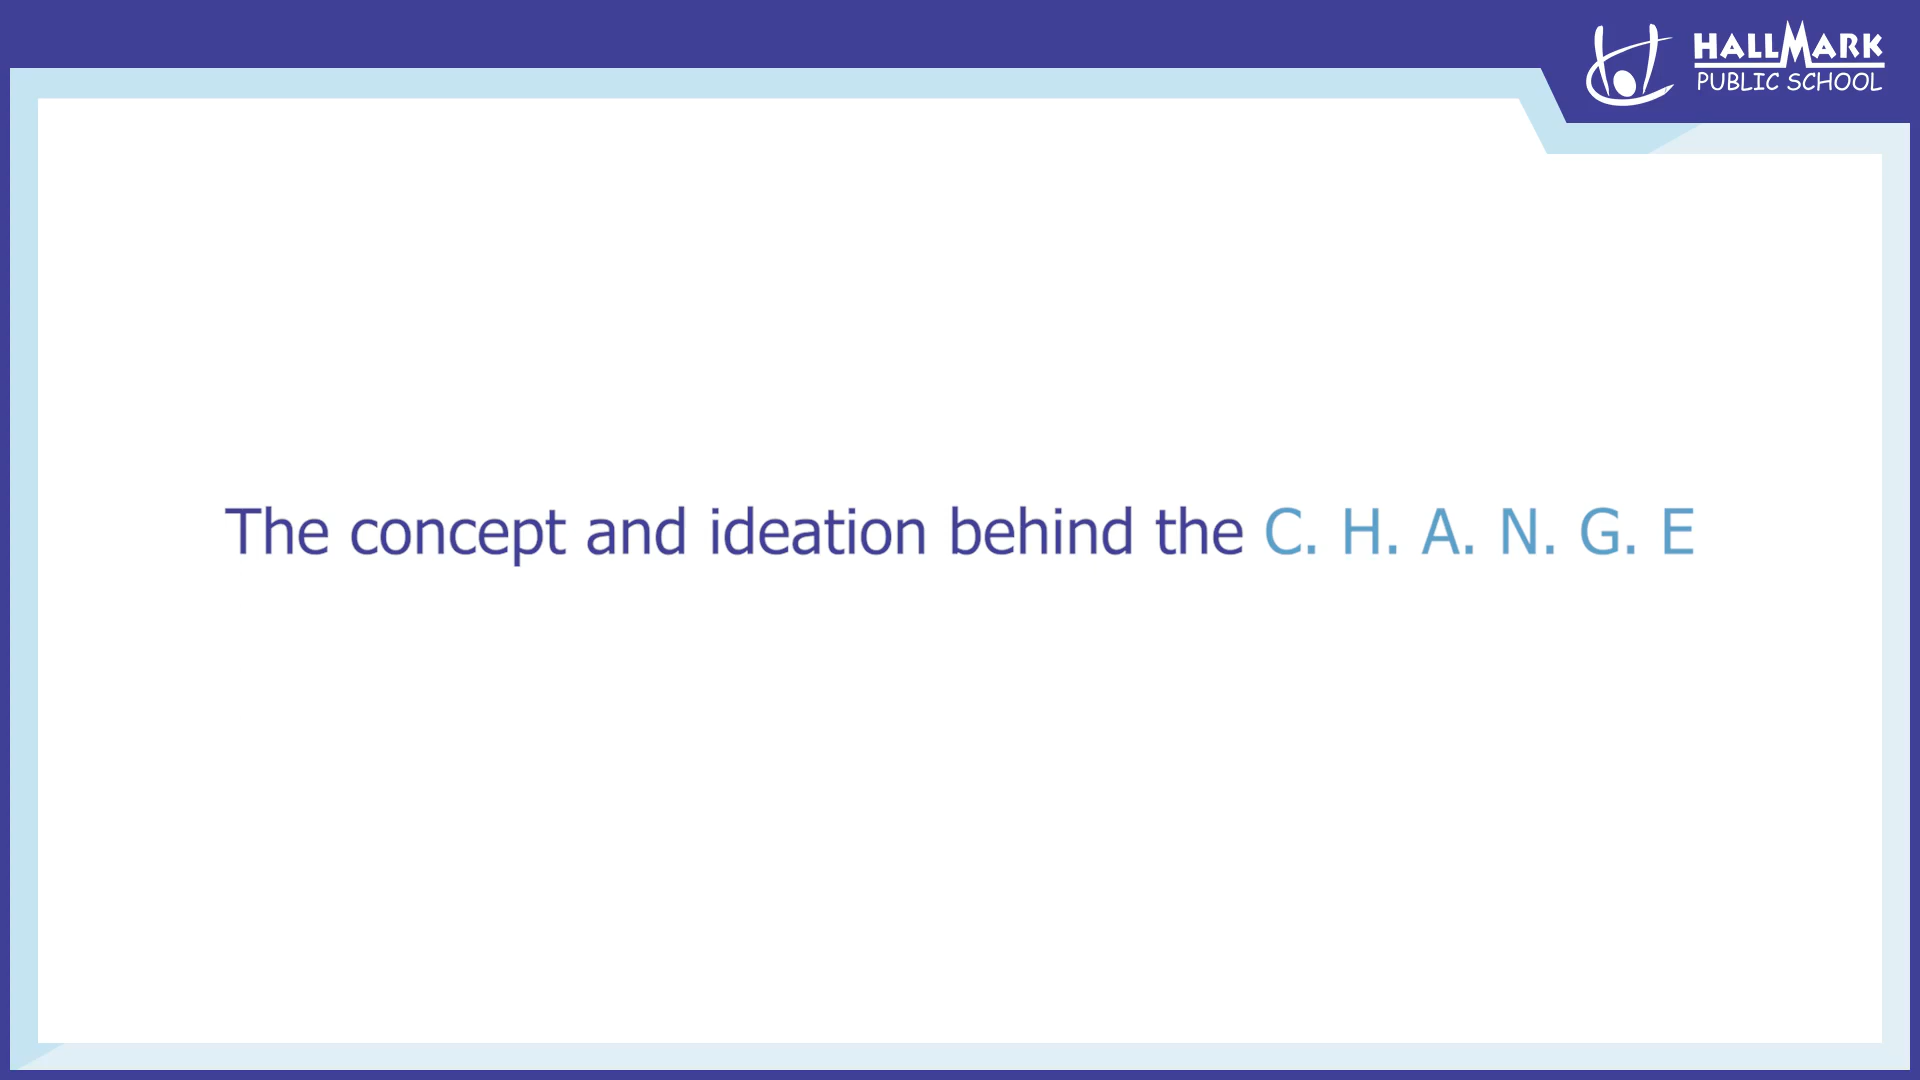 HALLMARK
PUBLIC SCHOOL
The concept and ideation behind the C. H. A. N. G. E